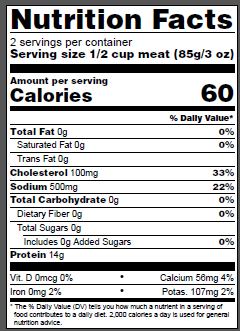 Nutrition Facts
2 servings per container
Serving size 1/2 cup meat (85g/3 oz)
Amount per serving
Calories 60
% Daily Value*
Total Fat 0g 0%
Saturated Fat 0g 0%
Trans Fat 0g
Cholesterol 100mg 33%
Sodium 500mg 22%
Total Carbohydrate 0g 0%
Dietary Fiber 0g 0%
Total Sugars 0g
Includes 0g Added Sugars 0%
Protein 14g
Vit. D 0mcg 0% • Calcium 56mg 4%
Iron 0mg 2% • Potas. 107mg 2%
* The % Daily Value (DV) tells you how much a nutrient in a serving of
food contributes to a daily diet. 2,000 calories a day is used for general
nutrition advice.